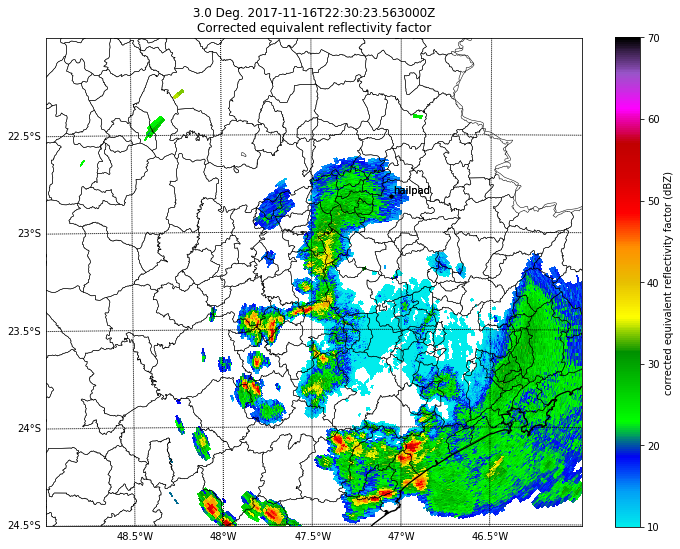 3.0 Deg. 2017-11-16T22:30:23.563000Z
Corrected equivalent reflectivity factor
hailpad
22.5°S
23°S
23.5°S
24°S
24.5°S
48.5°W
48°W
47.5°W
47°W
46.5°W
70
60
50
40
30
20
10
corrected equivalent reflectivity factor (dBZ)